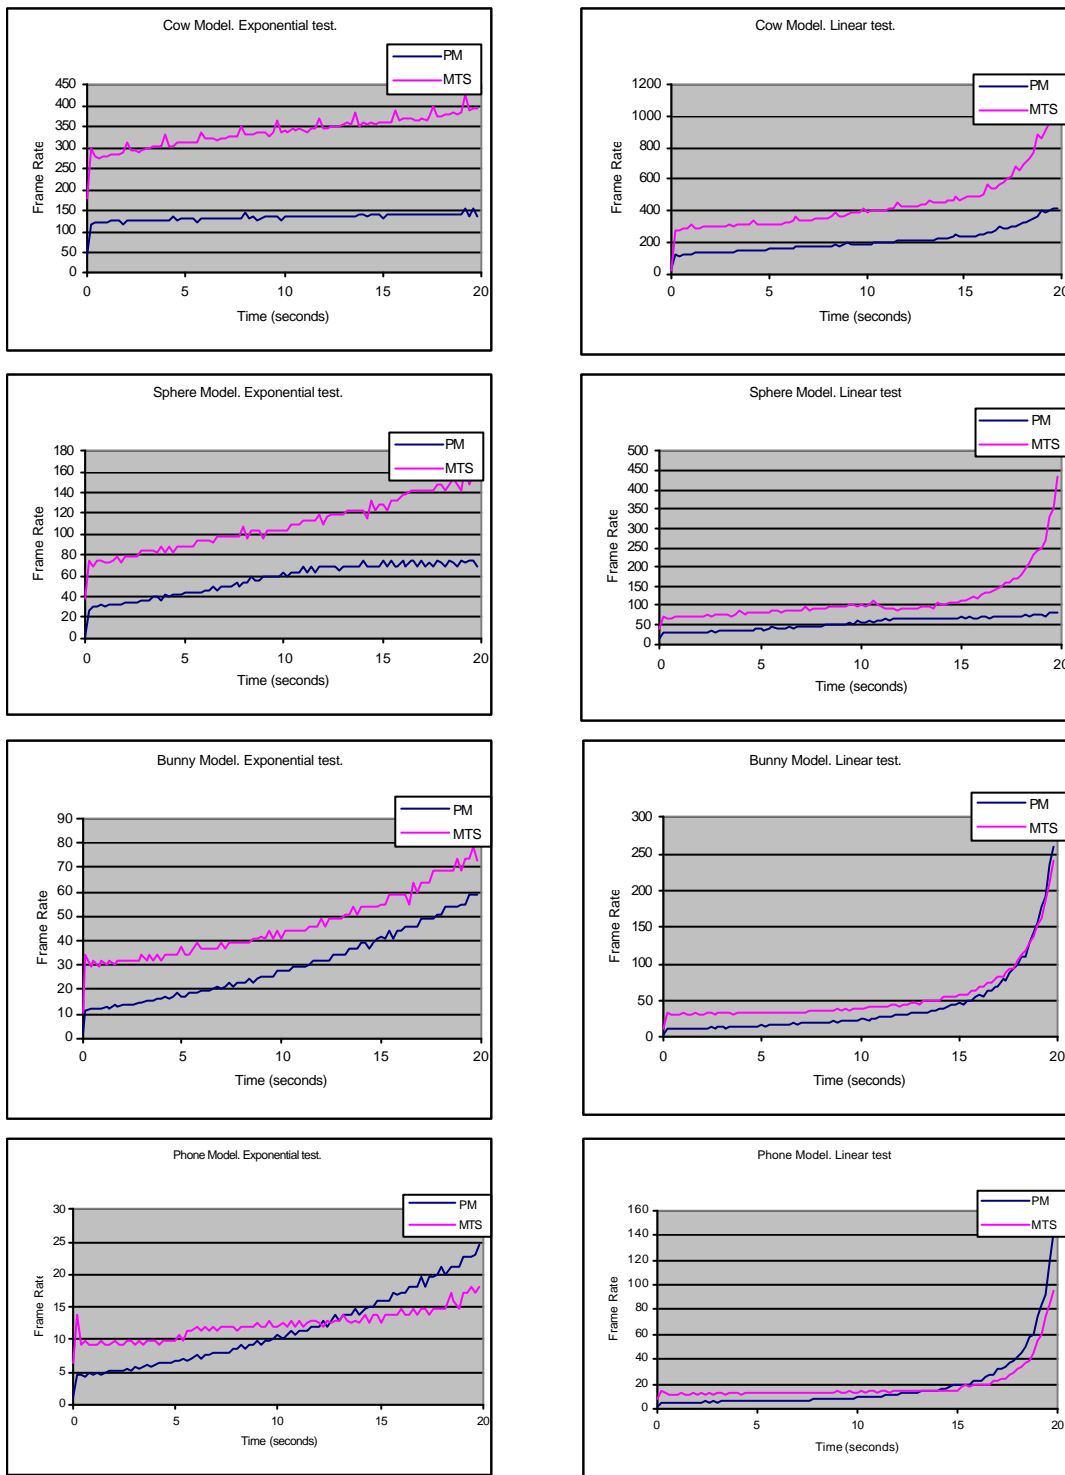 Cow Model. Exponential test.
PM
MTS
Frame Rate
450
400
350
300
250
200
150
100
50
0
0 5 10 15 20
Time (seconds)
Cow Model. Linear test.
PM
MTS
Frame Rate
1200
1000
800
600
400
200
0
0 5 10 15 20
Time (seconds)
Sphere Model. Exponential test.
PM
MTS
Frame Rate
180
160
140
120
100
80
60
40
20
0
0 5 10 15 20
Time (seconds)
Sphere Model. Linear test
PM
MTS
Frame Rate
500
450
400
350
300
250
200
150
100
50
0
0 5 10 15 20
Time (seconds)
Bunny Model. Exponential test.
PM
MTS
Frame Rate
90
80
70
60
50
40
30
20
10
0
0 5 10 15 20
Time (seconds)
Bunny Model. Linear test.
PM
MTS
Frame Rate
300
250
200
150
100
50
0
0 5 10 15 20
Time (seconds)
Phone Model. Exponential test.
PM
MTS
Frame Rate
30
25
20
15
10
5
0
0 5 10 15 20
Time (seconds)
Phone Model. Linear test
PM
MTS
Frame Rate
160
140
120
100
80
60
40
20
0
0 5 10 15 20
Time (seconds)